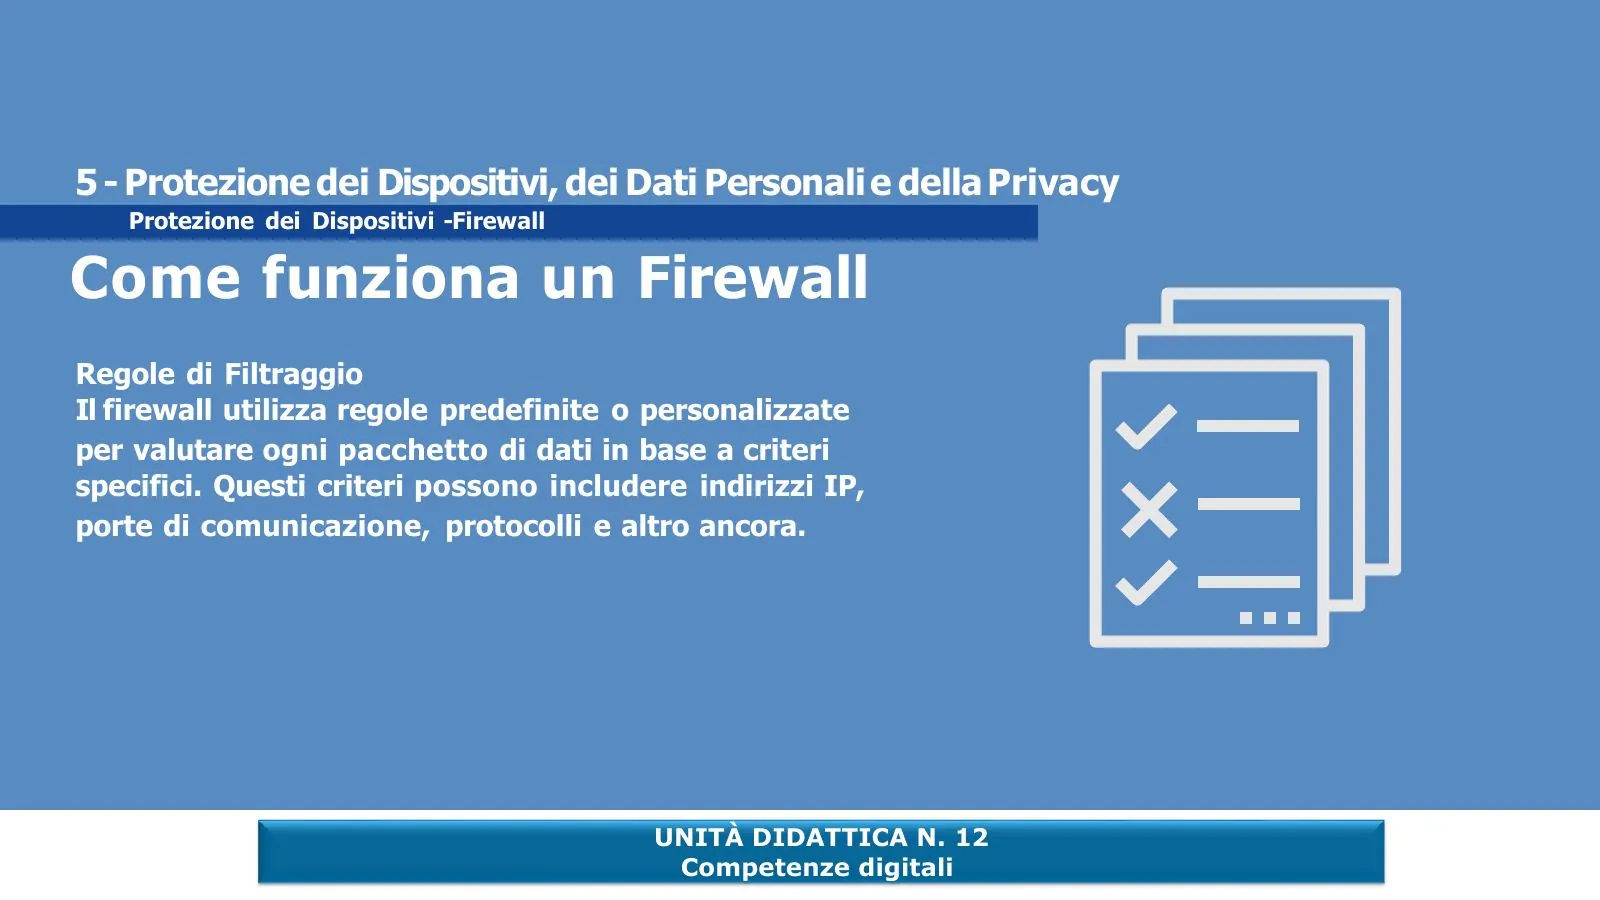 5 - Protezione dei Dispositivi, dei Dati Personali e della Privacy
Protezione dei Dispositivi -Firewall
Come funziona un Firewall
Regole di Filtraggio
Il firewall utilizza regole predefinite o personalizzate
per valutare ogni pacchetto di dati in base a criteri
specifici. Questi criteri possono includere indirizzi IP,
porte di comunicazione, protocolli e altro ancora.
UNITÀ DIDATTICA N. 12
Competenze digitali